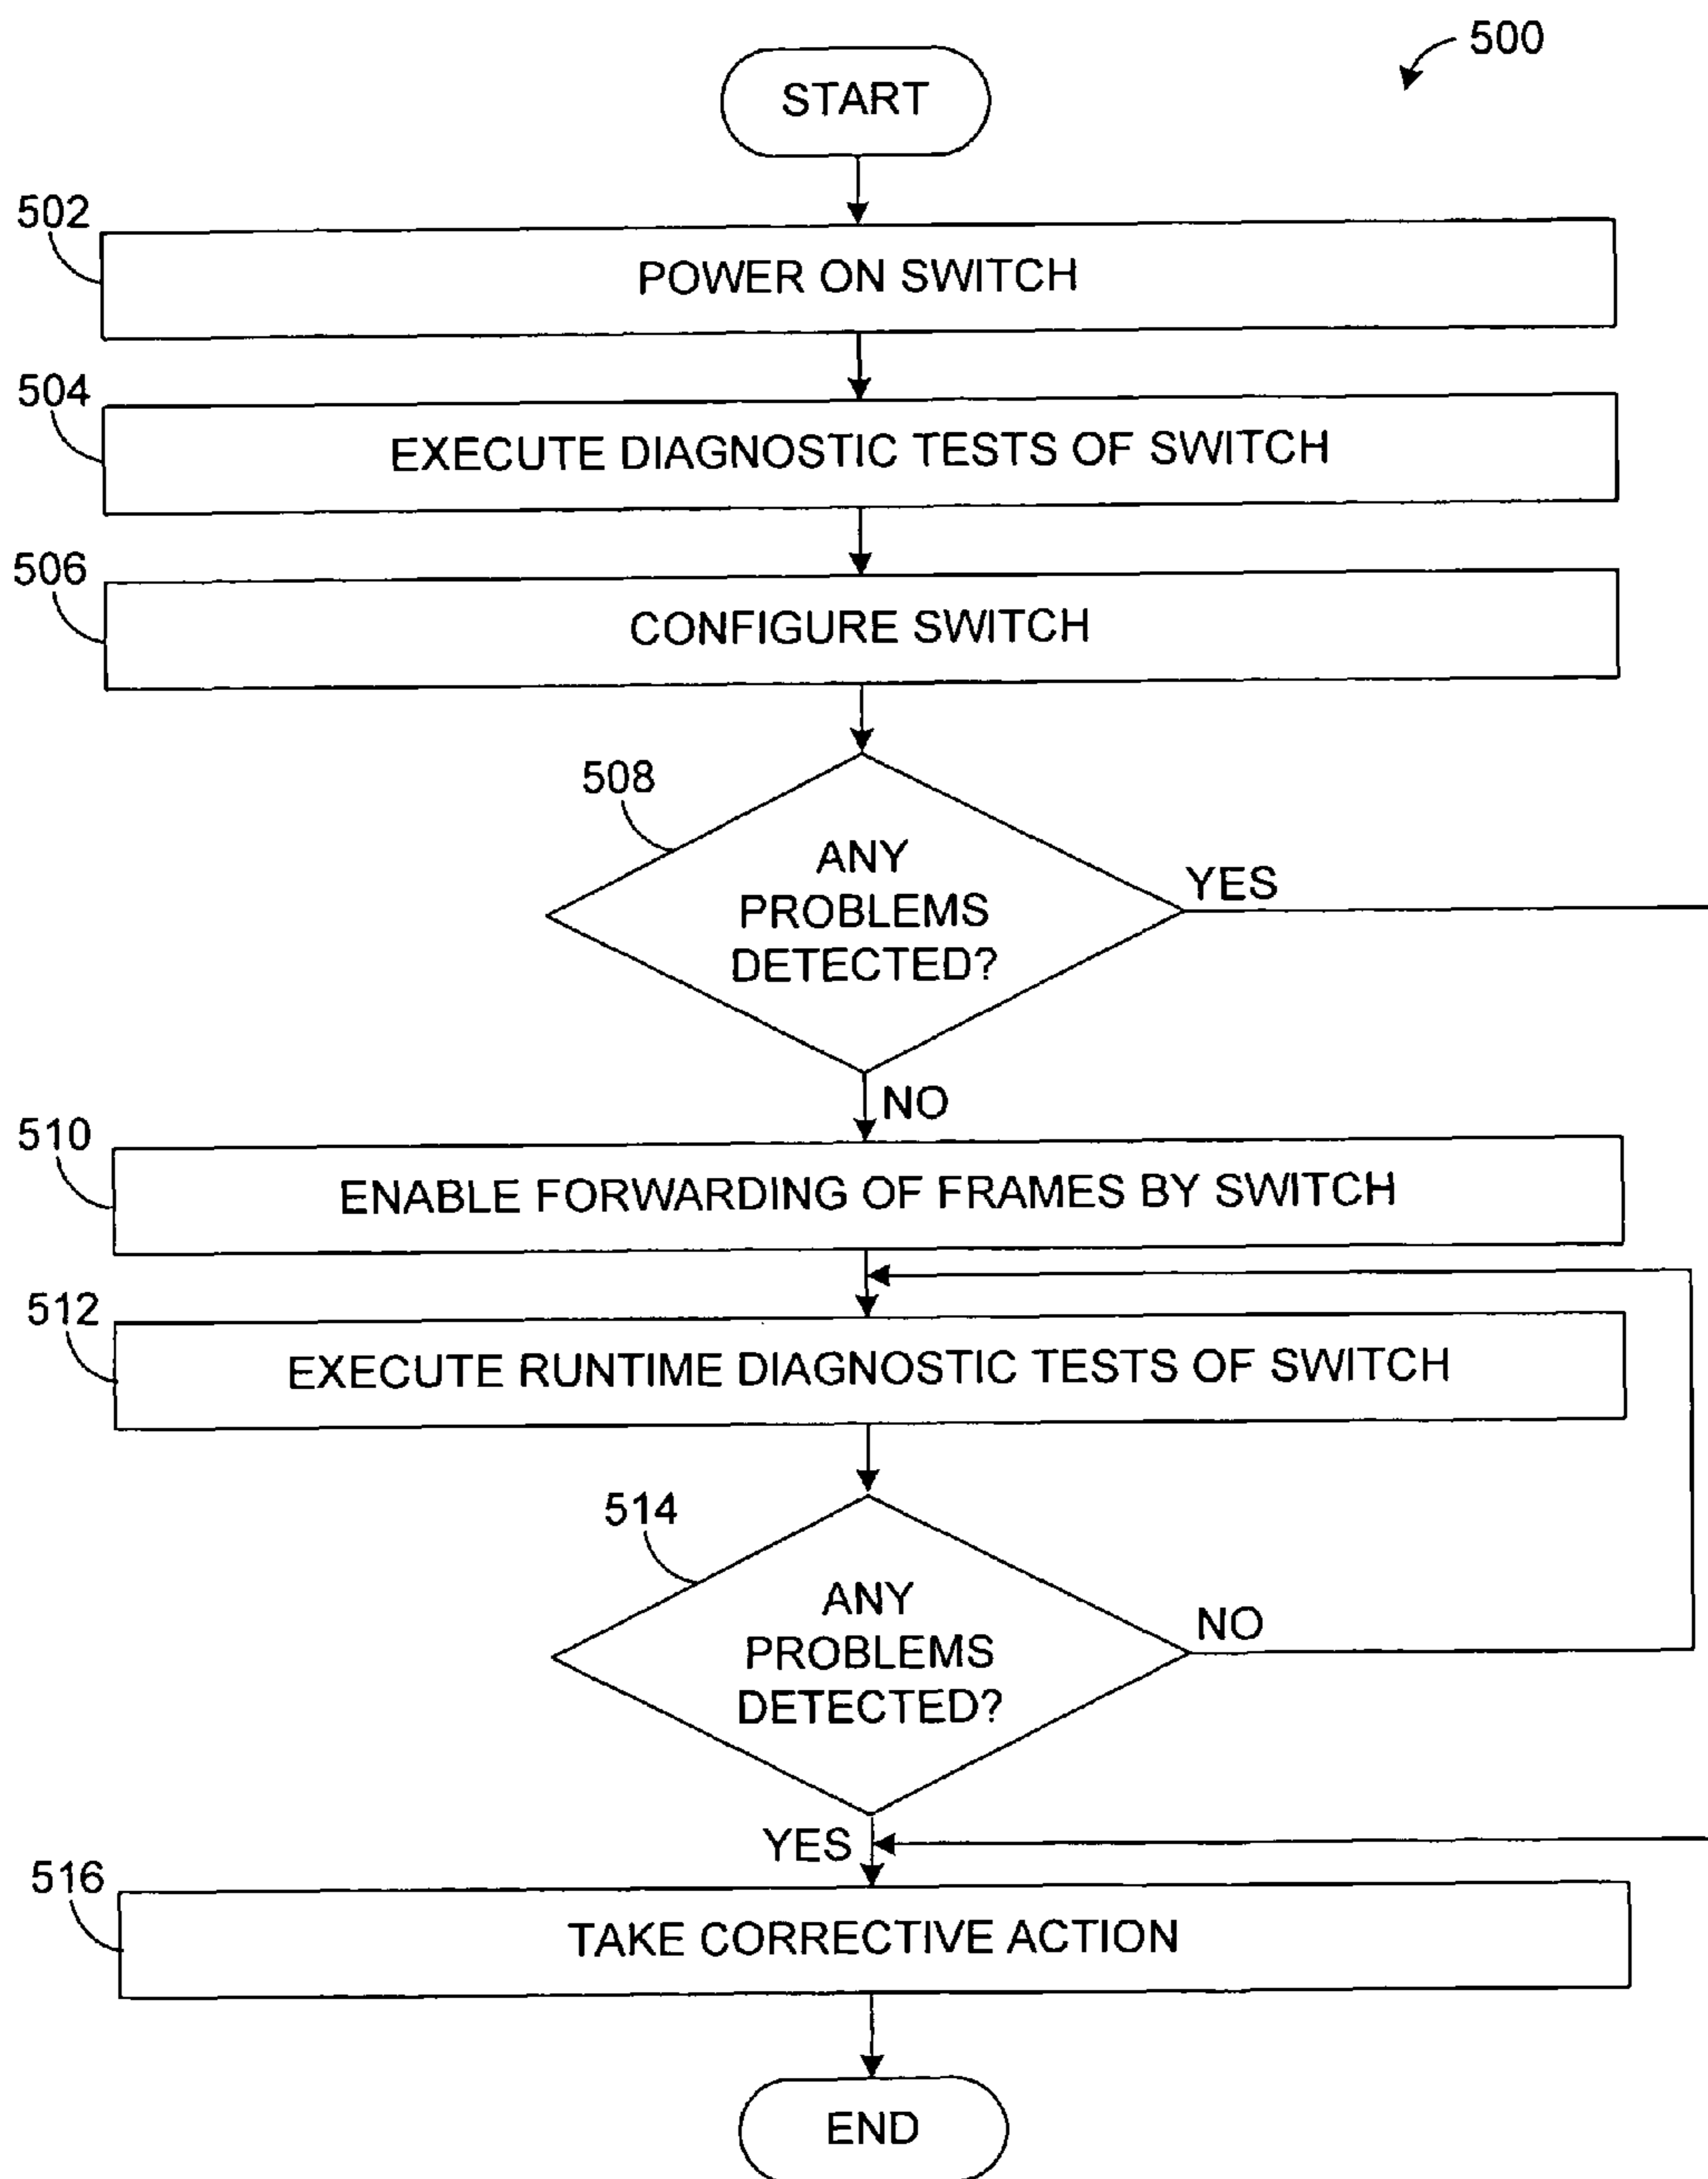 500
START
502
POWER ON SWITCH
504
EXECUTE DIAGNOSTIC TESTS OF SWITCH
506
CONFIGURE SWITCH
508
ANY
PROBLEMS
DETECTED?
YES
NO
510
ENABLE FORWARDING OF FRAMES BY SWITCH
512
EXECUTE RUNTIME DIAGNOSTIC TESTS OF SWITCH
514
ANY
PROBLEMS
DETECTED?
NO
YES
516
TAKE CORRECTIVE ACTION
END